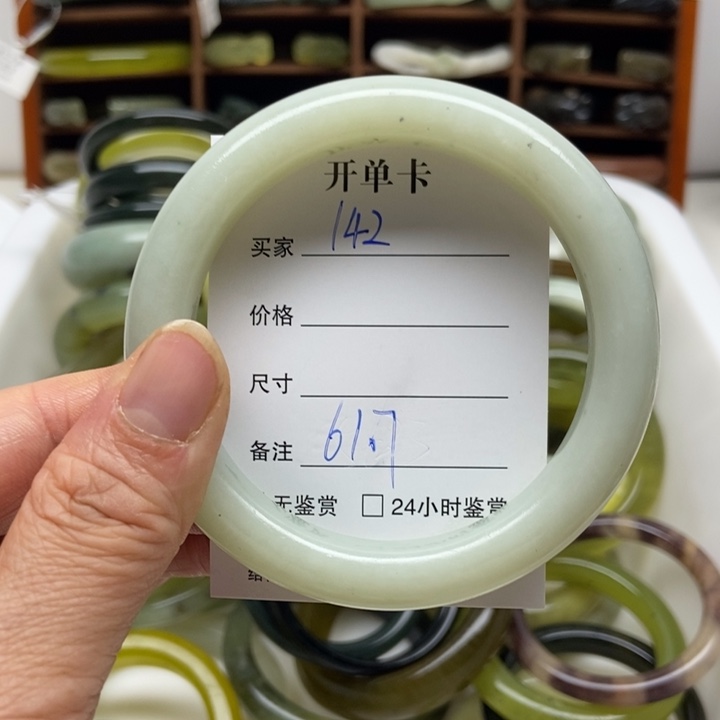 开单卡
买家 142
价格
尺寸
备注 61.7
无鉴赏 □ 24小时鉴赏